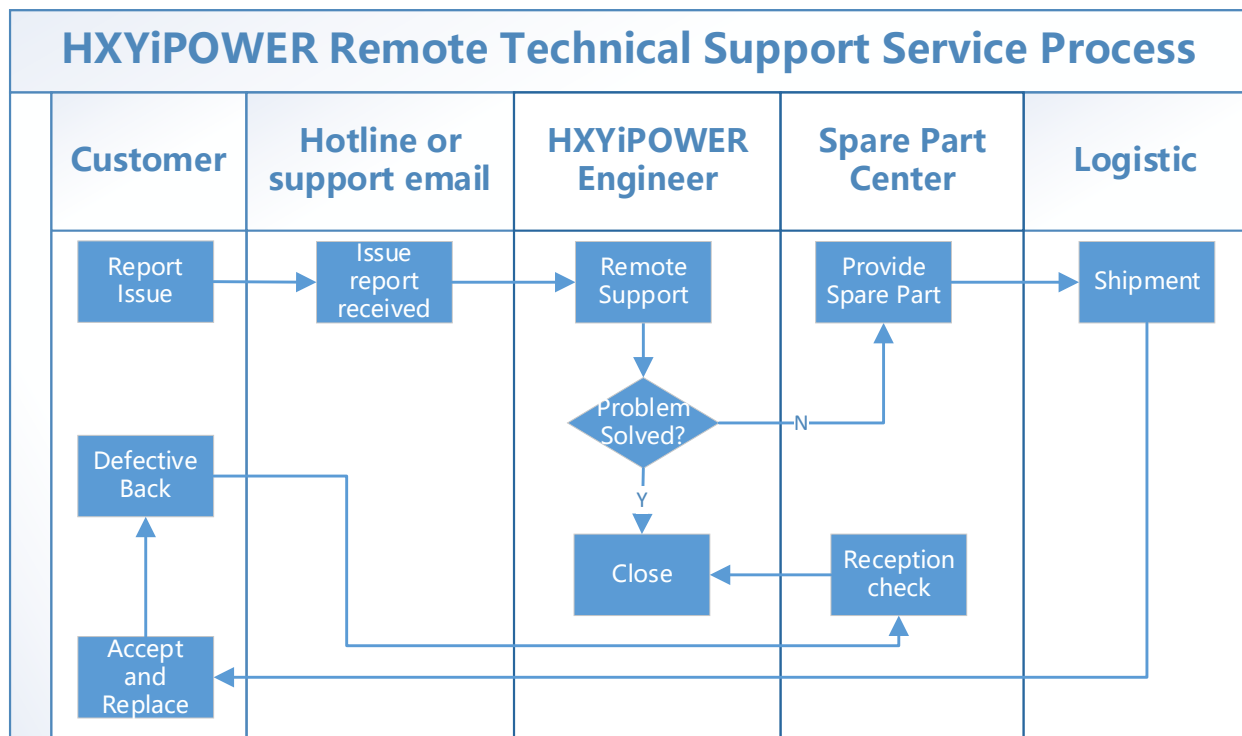 HXYiPOWER Remote Technical Support Service Process
Customer
Hotline or
support email
HXYiPOWER
Engineer
Spare Part
Center
Logistic
Report
Issue
Issue
report
received
Remote
Support
Provide
Spare Part
Shipment
Problem
Solved?
N
Defective
Back
Y
Close
Reception
check
Accept
and
Replace